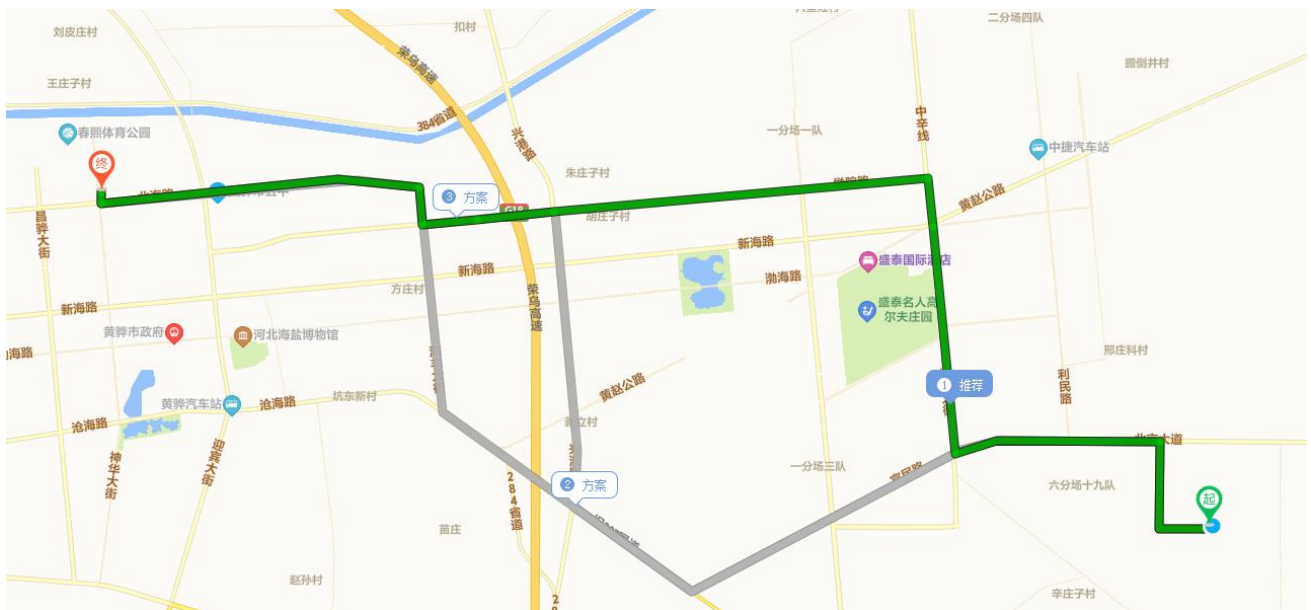 二分场四队
刘皮庄村
扣村
荣乌高速
搬倒井村
王庄子村
384省道
兴港路
中辛线
一分场一队
春熙体育公园
中捷汽车站
终
朱庄子村
北海路
学院路
黄赵公路
3 方案
胡庄子村
昌骅大街
新海路
新海路
盛泰国际酒店
渤海路
方庄村
荣乌高速
新海路
盛泰名人高
尔夫庄园
黄骅市政府
河北海盐博物馆
邢庄科村
1 推荐
利民路
黄赵公路
黄骅汽车站
沧海路
坑东新村
沧海路
迎宾大街
神华大街
北京大道
一分场三队
2 方案
284省道
六分场十九队
起
苗庄
赵孙村
辛庄子村